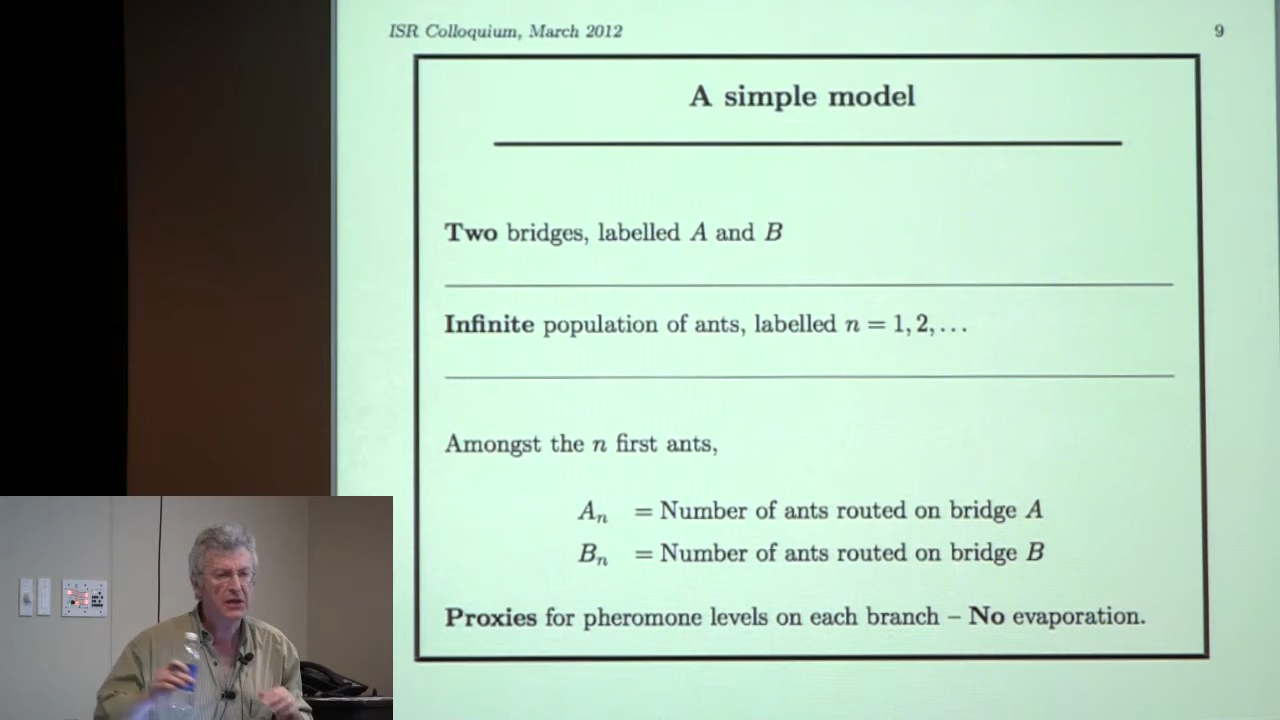 ISR Colloquium, March 2012 9
A simple model
Two bridges, labelled A and B
Infinite population of ants, labelled n = 1, 2, . . .
Amongst the n first ants,
Aₙ = Number of ants routed on bridge A
Bₙ = Number of ants routed on bridge B
Proxies for pheromone levels on each branch – No evaporation.